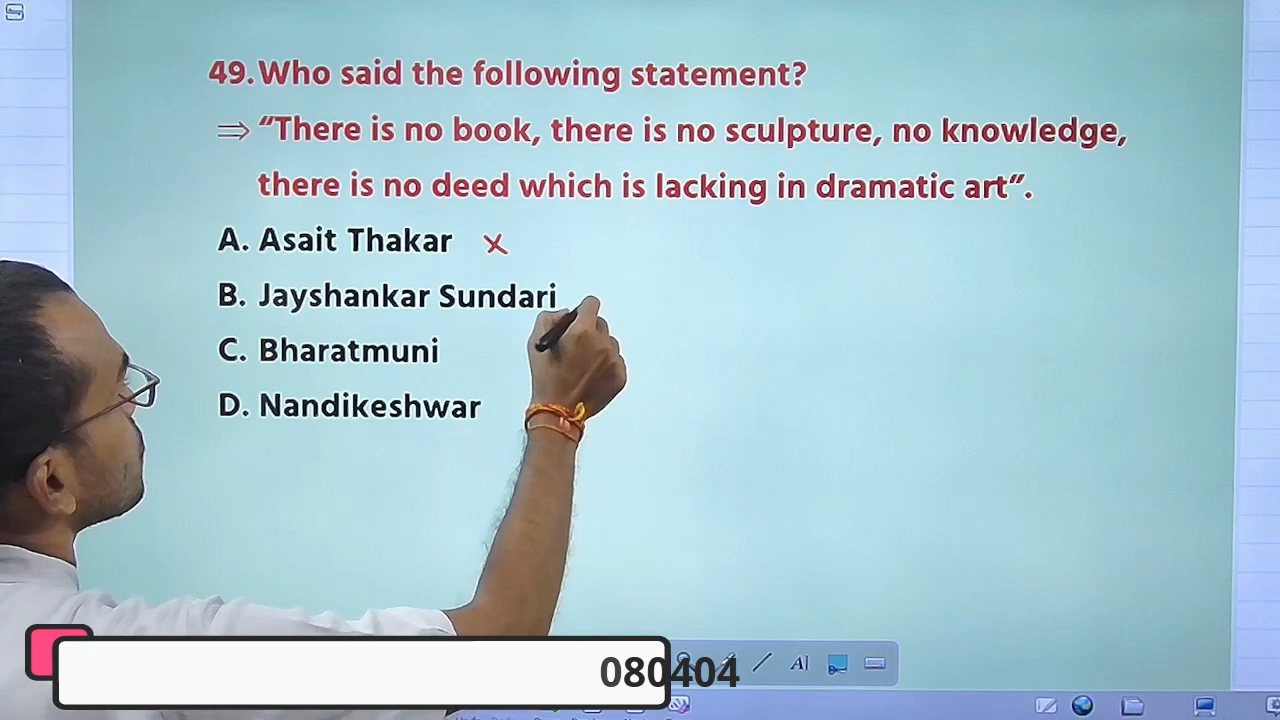 49. Who said the following statement?
⇒ “There is no book, there is no sculpture, no knowledge,
there is no deed which is lacking in dramatic art”.
A. Asait Thakar ×
B. Jayshankar Sundari
C. Bharatmuni
D. Nandikeshwar
080404
AI